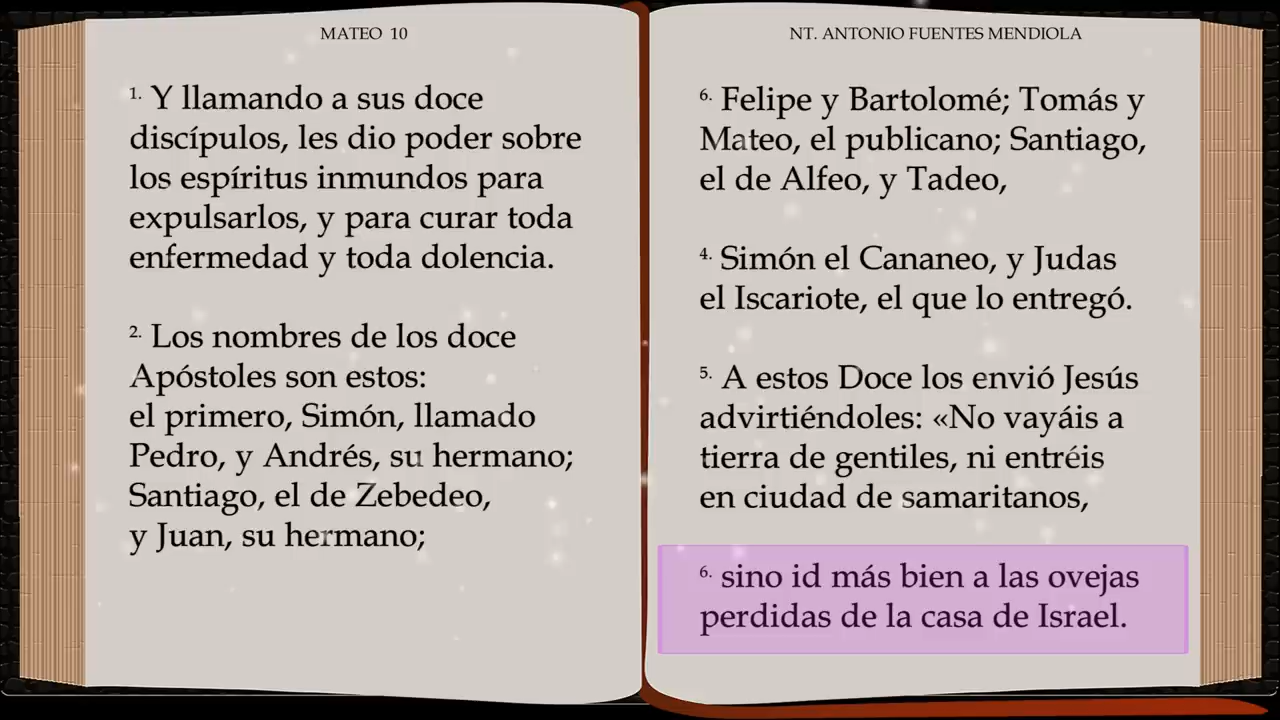 MATEO 10
1. Y llamando a sus doce
discípulos, les dio poder sobre
los espíritus inmundos para
expulsarlos, y para curar toda
enfermedad y toda dolencia.
2. Los nombres de los doce
Apóstoles son estos:
el primero, Simón, llamado
Pedro, y Andrés, su hermano;
Santiago, el de Zebedeo,
y Juan, su hermano;
NT. ANTONIO FUENTES MENDIOLA
6. Felipe y Bartolomé; Tomás y
Mateo, el publicano; Santiago,
el de Alfeo, y Tadeo,
4. Simón el Cananeo, y Judas
el Iscariote, el que lo entregó.
5. A estos Doce los envió Jesús
advirtiéndoles: «No vayáis a
tierra de gentiles, ni entréis
en ciudad de samaritanos,
6. sino id más bien a las ovejas
perdidas de la casa de Israel.